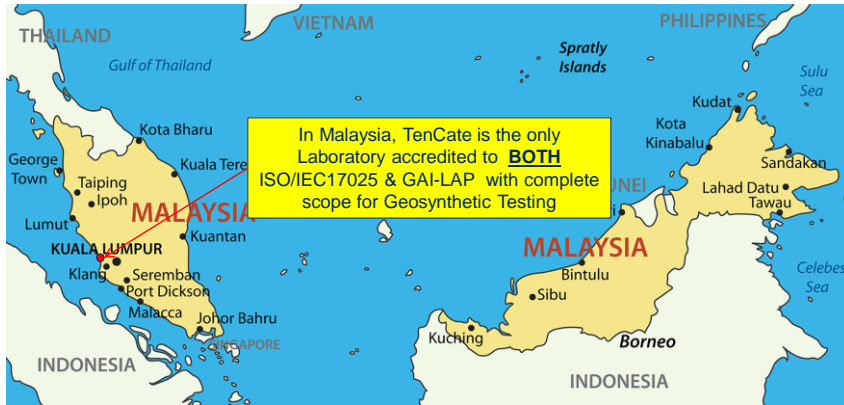 VIETNAM
PHILIPPINES
THAILAND
Spratly
Islands
Gulf of Thailand
Sulu
Sea
Kudat
Kota
Kinabalu
Kota Bharu
In Malaysia, TenCate is the only
Laboratory accredited to BOTH
ISO/IEC17025 & GAI-LAP with complete
scope for Geosynthetic Testing
George
Town
Kuala Tere
Sandakan
Taiping
Ipoh
UNEI
Lahad Datu
Tawau
MALAYSIA
Lumut
Kuantan
KUALA LUMPUR
MALAYSIA
Klang
Seremban
Bintulu
Celebes
Sea
Port Dickson
Sibu
Malacca
Johor Bahru
SINGAPORE
Kuching
Borneo
INDONESIA
INDONESIA